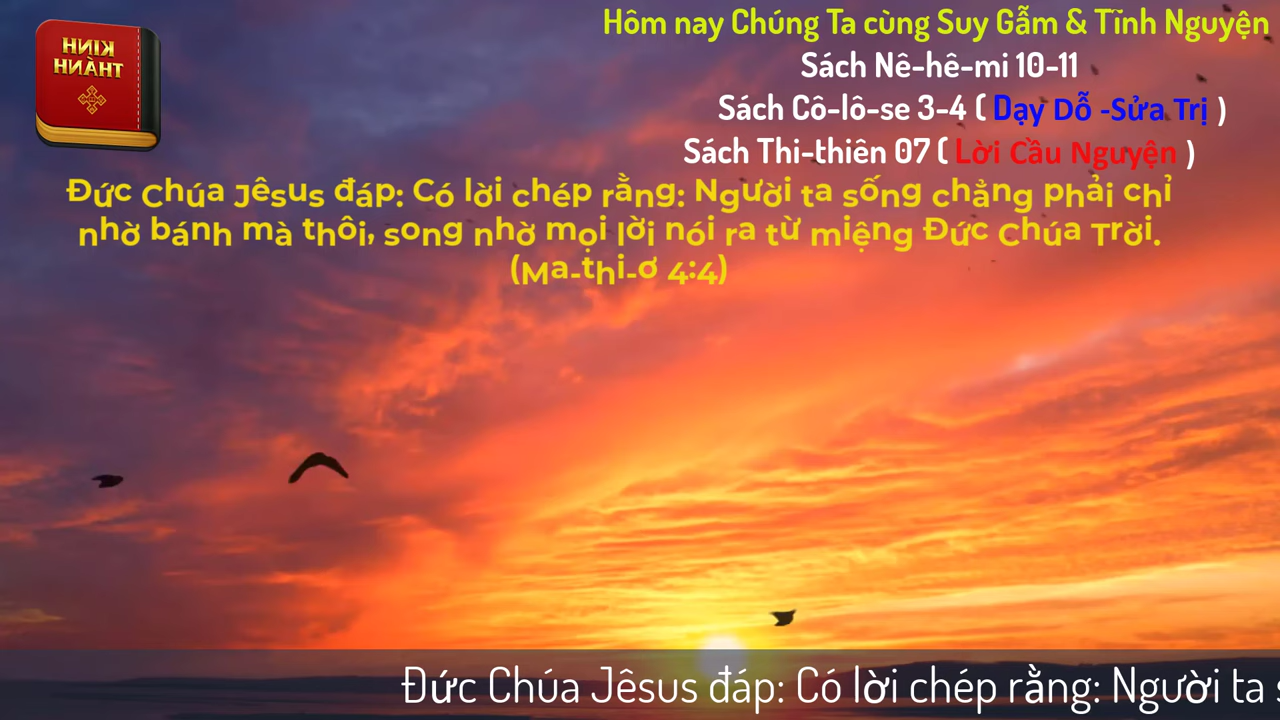 KINH
THÀNH
Hôm nay Chúng Ta cùng Suy Gẫm & Tĩnh Nguyện
Sách Nê-hê-mi 10-11
Sách Cô-lô-se 3-4 ( Dạy Dỗ -Sửa Trị )
Sách Thi-thiên 07 ( Lời Cầu Nguyện )
Đức Chúa Jêsus đáp: Có lời chép rằng: Người ta sống chẳng phải chỉ
nhờ bánh mà thôi, song nhờ mọi lời nói ra từ miệng Đức Chúa Trời.
(Ma-thi-ơ 4:4)
Đức Chúa Jêsus đáp: Có lời chép rằng: Người ta